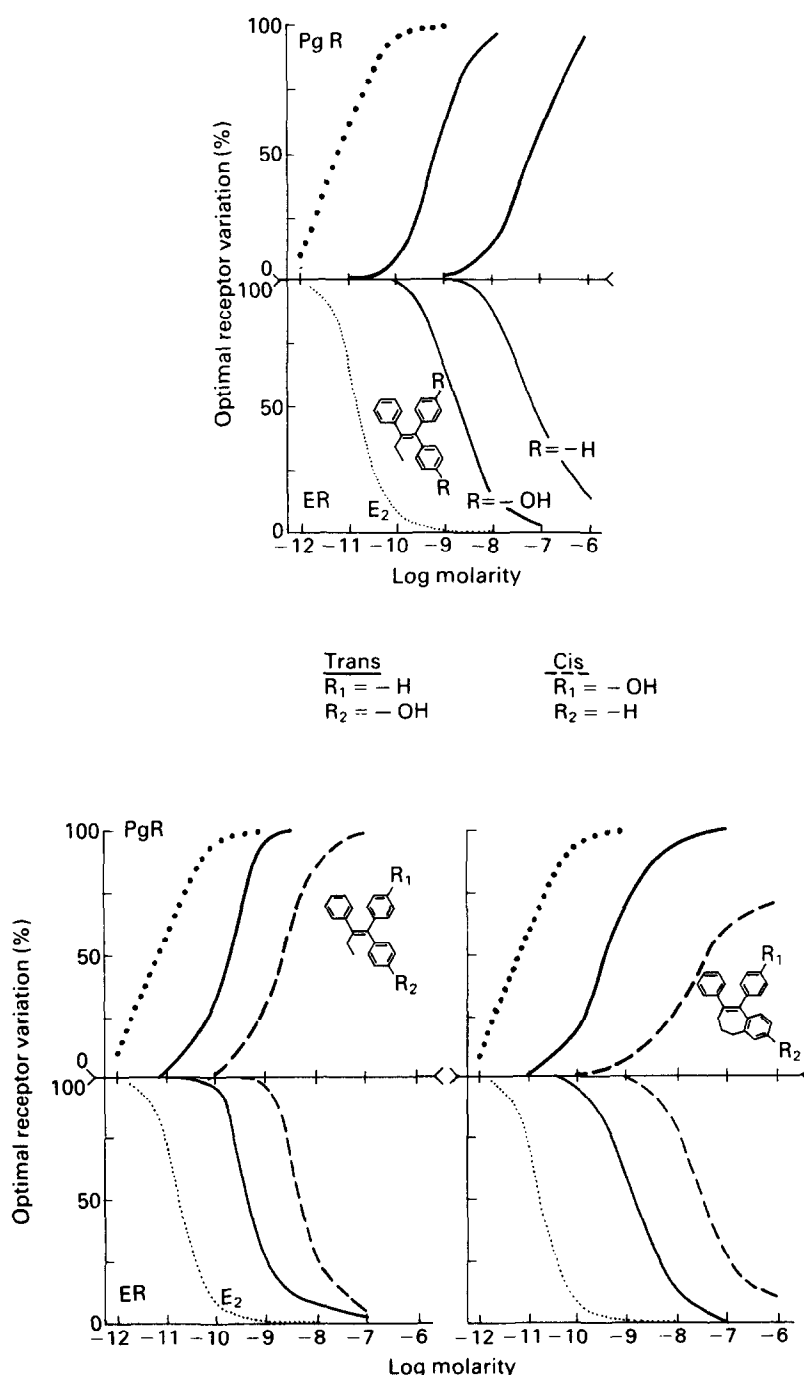 100
Pg R
50
0
Optimal receptor variation (%)
100
50
0
R
R
R = – H
R = – OH
ER
E₂
−12 −11 −10 −9 −8 −7 −6
Log molarity
Trans Cis
R₁ = – H R₁ = – OH
R₂ = – OH R₂ = –H
100
PgR
50
0
R₁
R₂
R₁
R₂
Optimal receptor variation (%)
100
50
0
ER
E₂
−12 −11 −10 −9 −8 −7 −6
−12 −11 −10 −9 −8 −7 −6
Log molarity